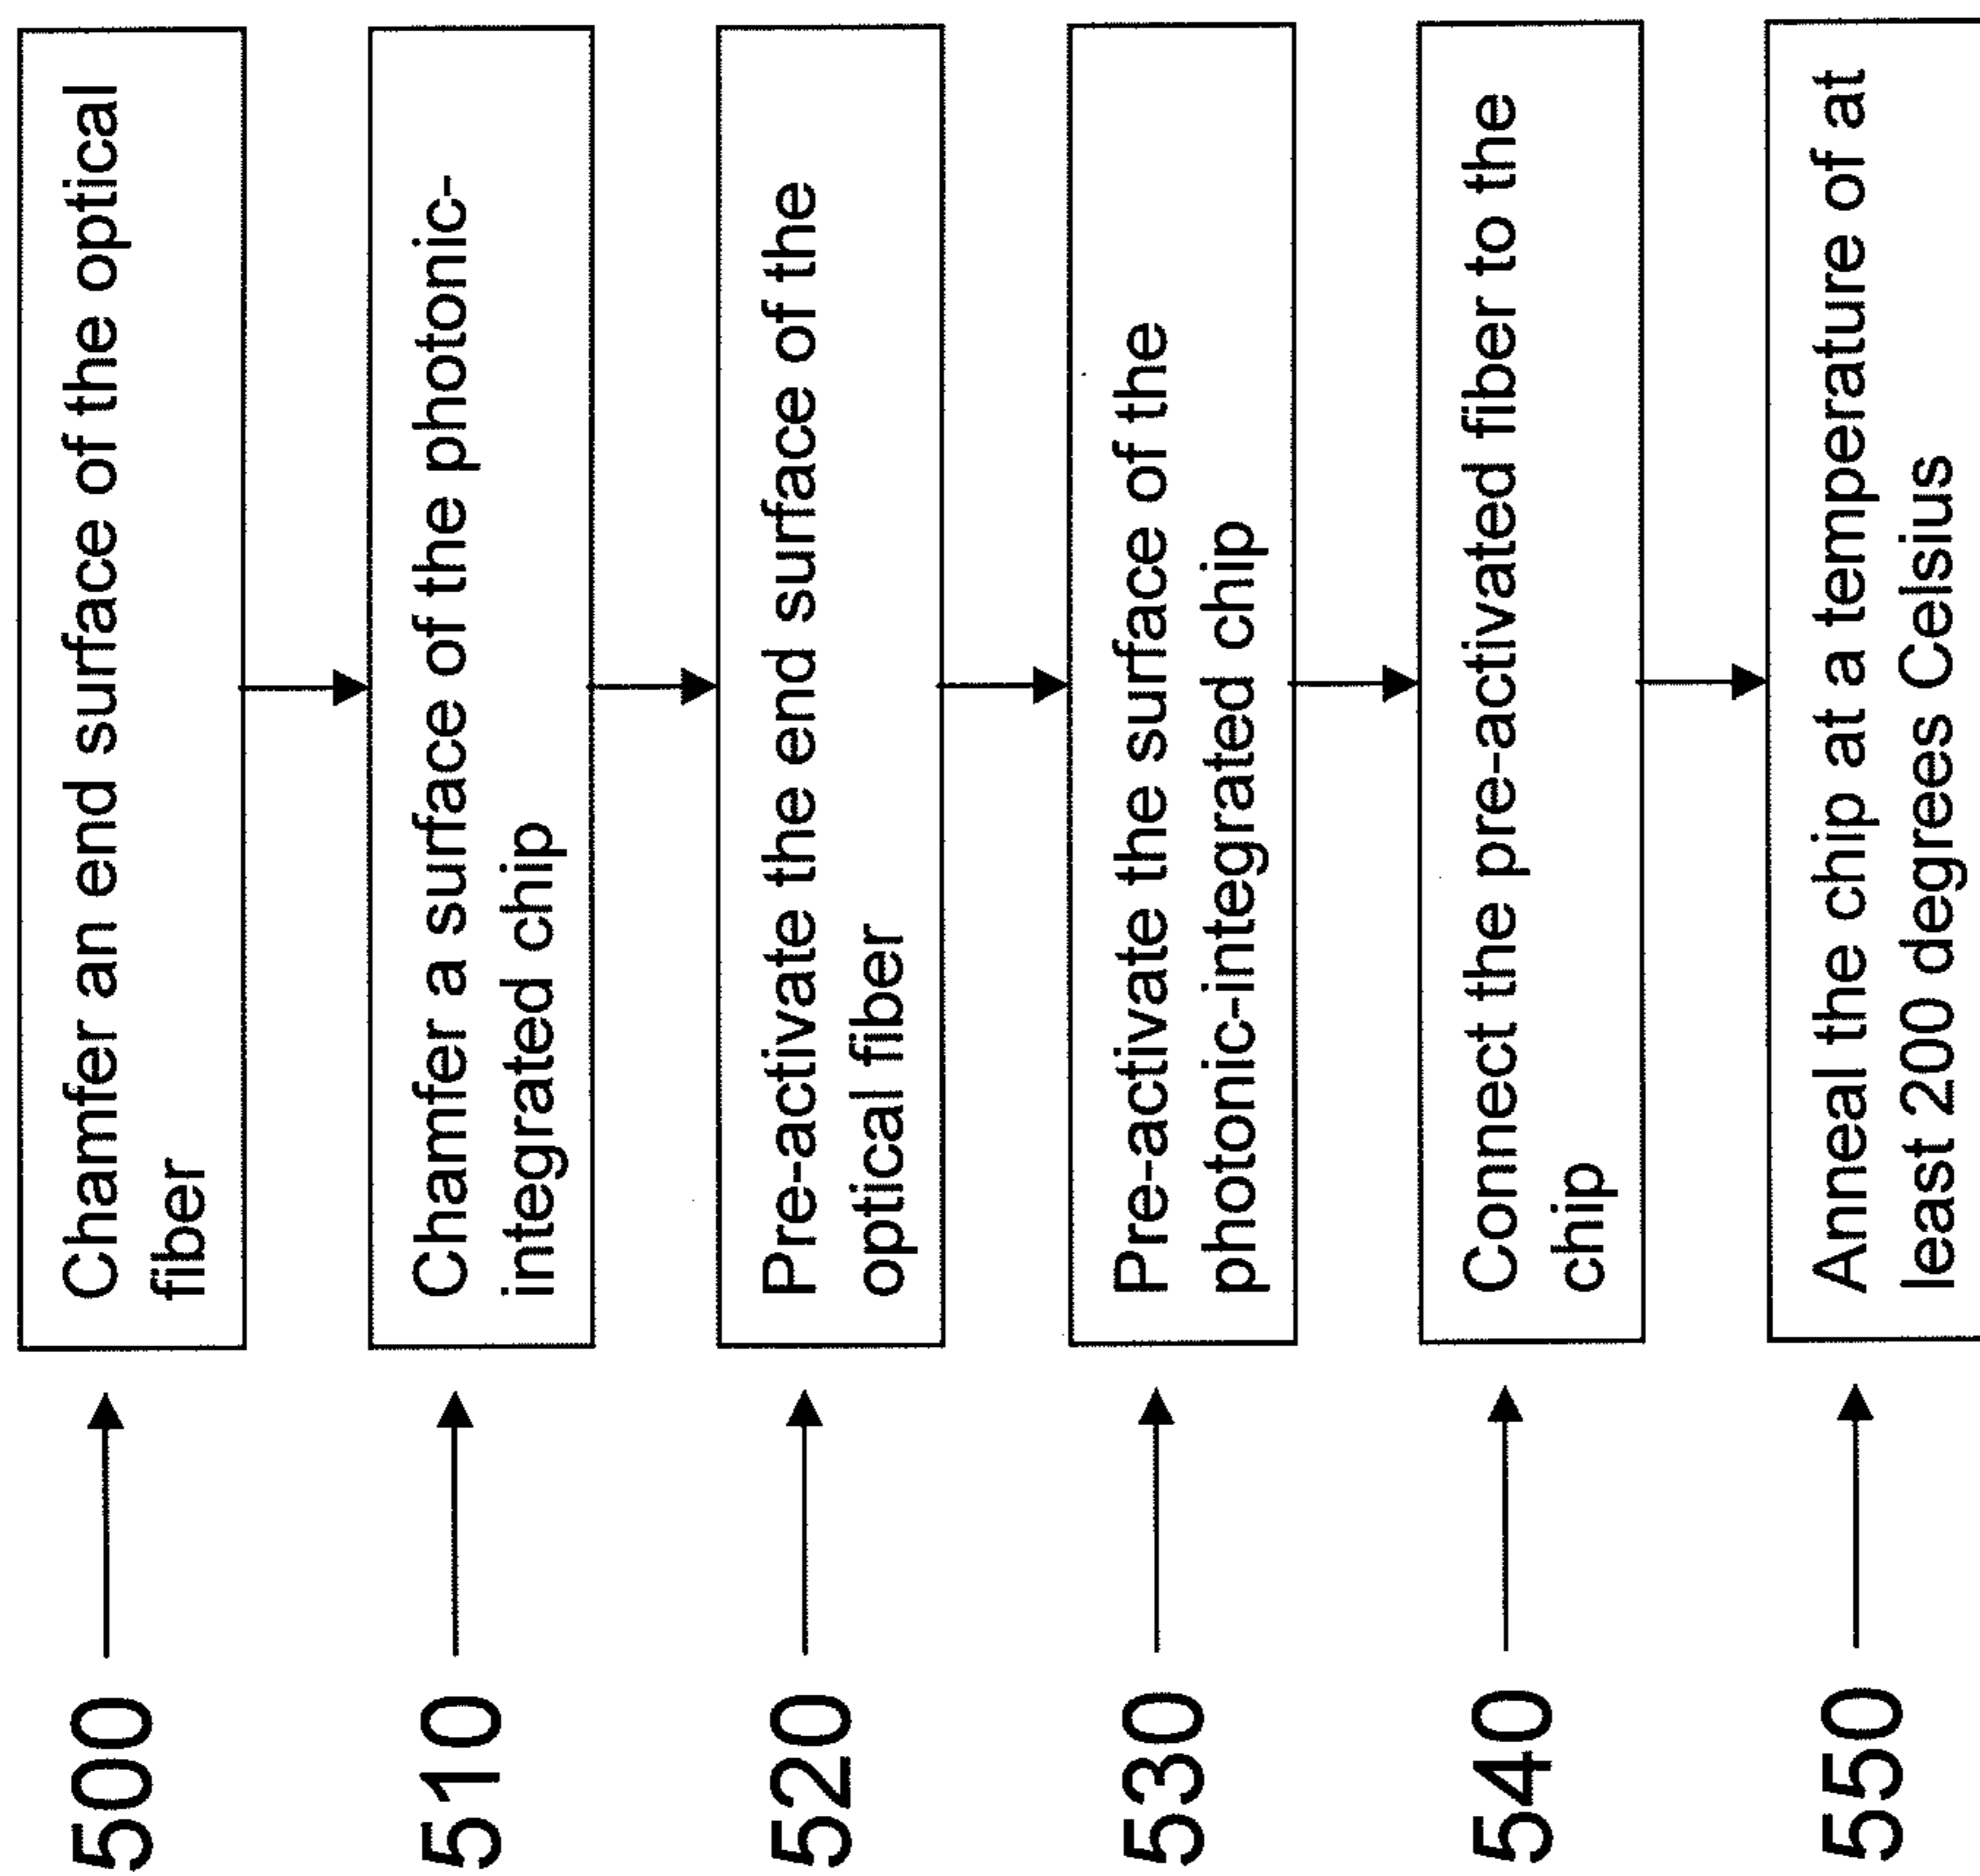 500
Chamfer an end surface of the optical
fiber
510
Chamfer a surface of the photonic-
integrated chip
520
Pre-activate the end surface of the
optical fiber
530
Pre-activate the surface of the
photonic-integrated chip
540
Connect the pre-activated fiber to the
chip
550
Anneal the chip at a temperature of at
least 200 degrees Celsius